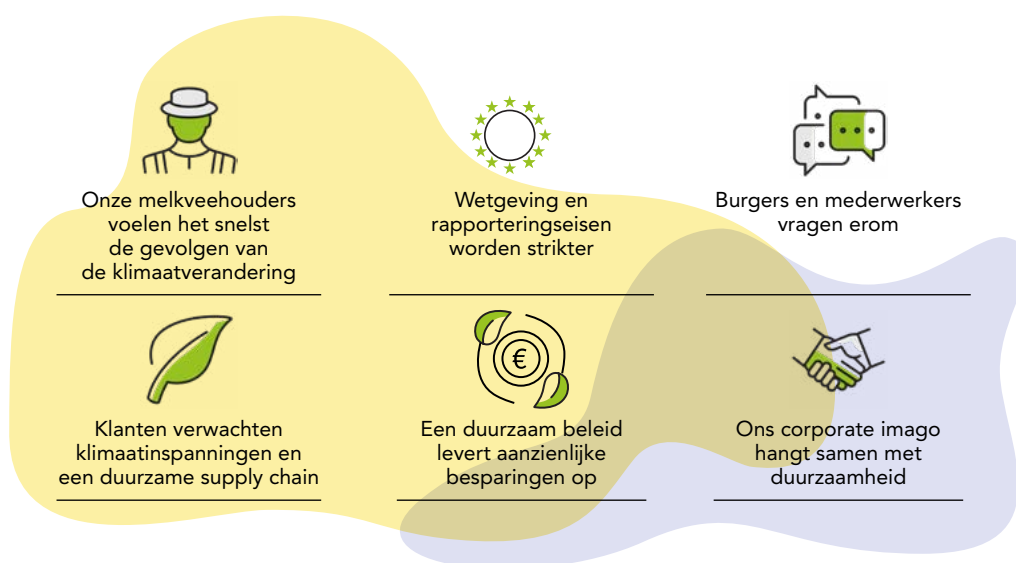 Onze melkveehouders
voelen het snelst
de gevolgen van
de klimaatverandering
Wetgeving en
rapporteringseisen
worden strikter
Burgers en mederwerkers
vragen erom
Klanten verwachten
klimaatinspanningen en
een duurzame supply chain
€
Een duurzaam beleid
levert aanzienlijke
besparingen op
Ons corporate imago
hangt samen met
duurzaamheid